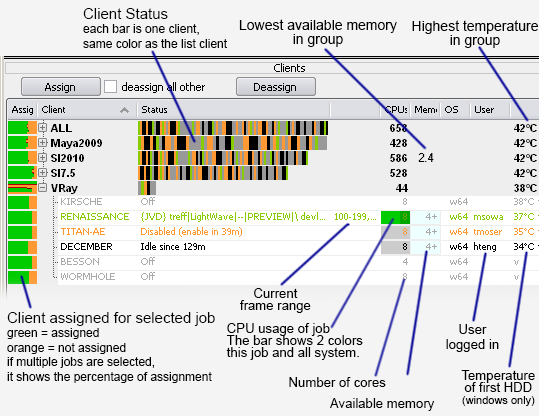 Client Status
each bar is one client,
same color as the list client
Lowest available memory
in group
Highest temperature
in group
Clients
Assign
deassign all other
Deassign
Assig Client Status CPUs Memo OS User
ALL 658 42°C
Maya2009 428 42°C
SI2010 586 2.4 42°C
SI7.5 528 42°C
VRay 44 38°C
KIRSCHE Off 8 w64
RENAISSANCE {JVD} treff|LightWave|--|PREVIEW|\ devl... 100-199,... 8 4+ w64 msowa 37°C
TITAN-AE Disabled (enable in 39m) 8 4+ w64 tmoser 35°C
DECEMBER Idle since 129m 8 4+ w64 hteng 34°C
BESSON Off 8 4+ w64 v
WORMHOLE Off 8 4+ w64 v
Client assigned for selected job
green = assigned
orange = not assigned
if multiple jobs are selected,
it shows the percentage of assignment
Current
frame range
CPU usage of job
The bar shows 2 colors
this job and all system.
Number of cores
Available memory
User
logged in
Temperature
of first HDD
(windows only)